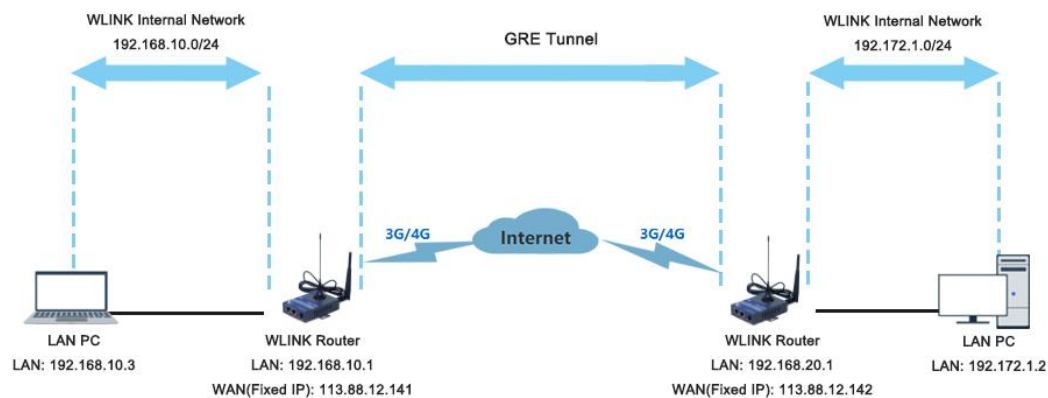 WLINK Internal Network
192.168.10.0/24
GRE Tunnel
WLINK Internal Network
192.172.1.0/24
3G/4G
Internet
3G/4G
LAN PC
LAN: 192.168.10.3
WLINK Router
LAN: 192.168.10.1
WAN(Fixed IP): 113.88.12.141
WLINK Router
LAN: 192.168.20.1
WAN(Fixed IP): 113.88.12.142
LAN PC
LAN: 192.172.1.2